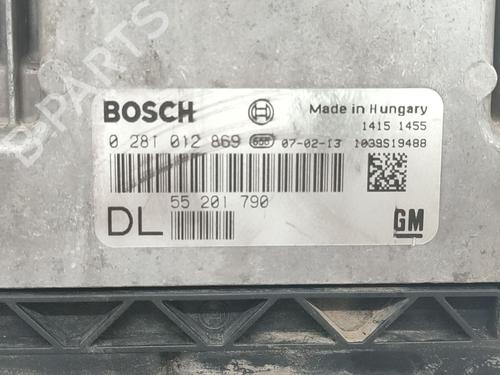 BOSCH
Made in Hungary
1415 1455
0 281 012 869 650 07-02-13 1039S19488
55 201 790
DL
GM
B-PARTS